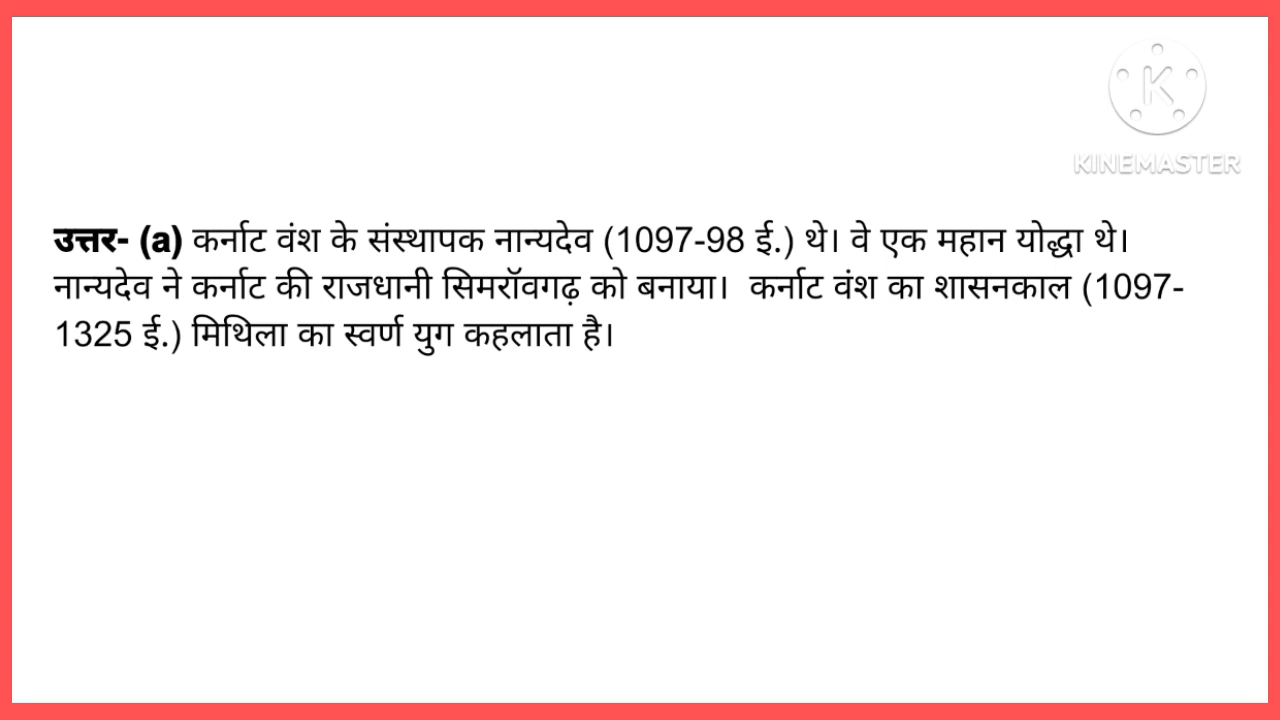 KINEMASTER
उत्तर- (a) कर्नाट वंश के संस्थापक नान्यदेव (1097-98 ई.) थे। वे एक महान योद्धा थे।
नान्यदेव ने कर्नाट की राजधानी सिमरॉवगढ़ को बनाया। कर्नाट वंश का शासनकाल (1097-
1325 ई.) मिथिला का स्वर्ण युग कहलाता है।